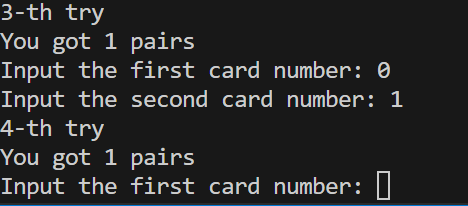 3-th try
You got 1 pairs
Input the first card number: 0
Input the second card number: 1
4-th try
You got 1 pairs
Input the first card number: